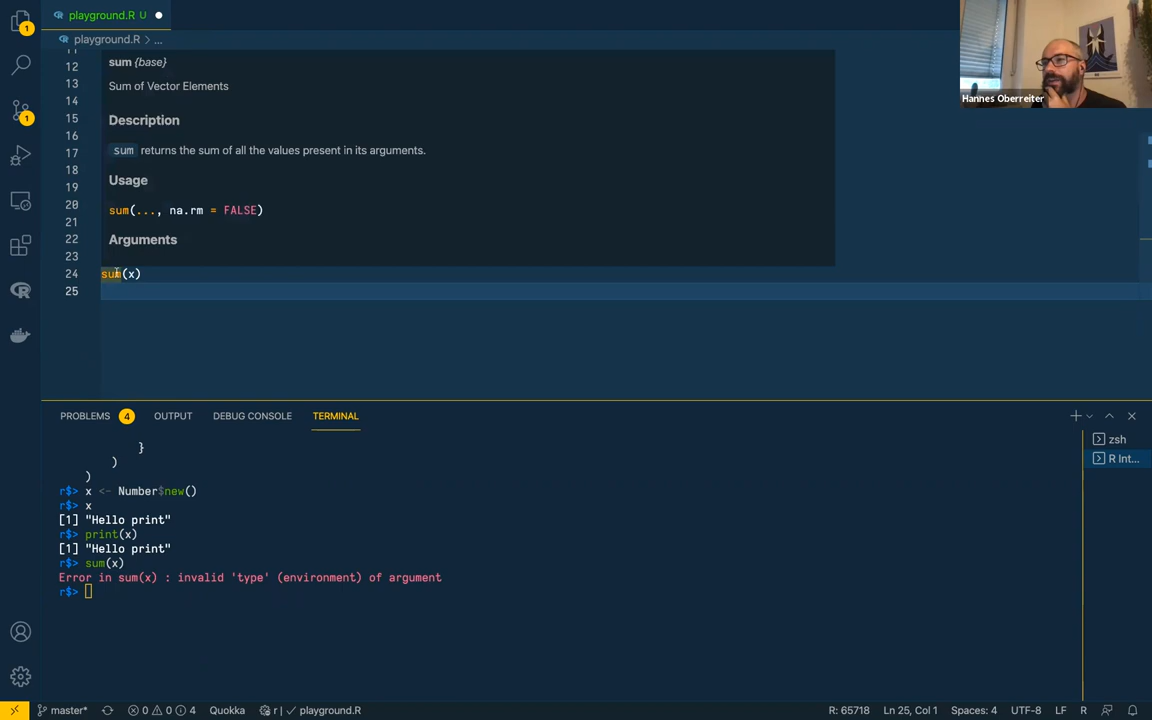 playground.R U
playground.R > ...
1
12
13
14
15
16
17
18
19
20
21
22
23
24
25
sum {base}
Sum of Vector Elements
Description
sum returns the sum of all the values present in its arguments.
Usage
sum(..., na.rm = FALSE)
Arguments
sum(x)
Hannes Oberreiter
1
PROBLEMS 4 OUTPUT DEBUG CONSOLE TERMINAL
zsh
R Int...
}
)
)
r$> x <- Number$new()
r$> x
[1] "Hello print"
r$> print(x)
[1] "Hello print"
r$> sum(x)
Error in sum(x) : invalid 'type' (environment) of argument
r$>
master* 0 0 4 Quokka r | playground.R R: 65718 Ln 25, Col 1 Spaces: 4 UTF-8 LF R